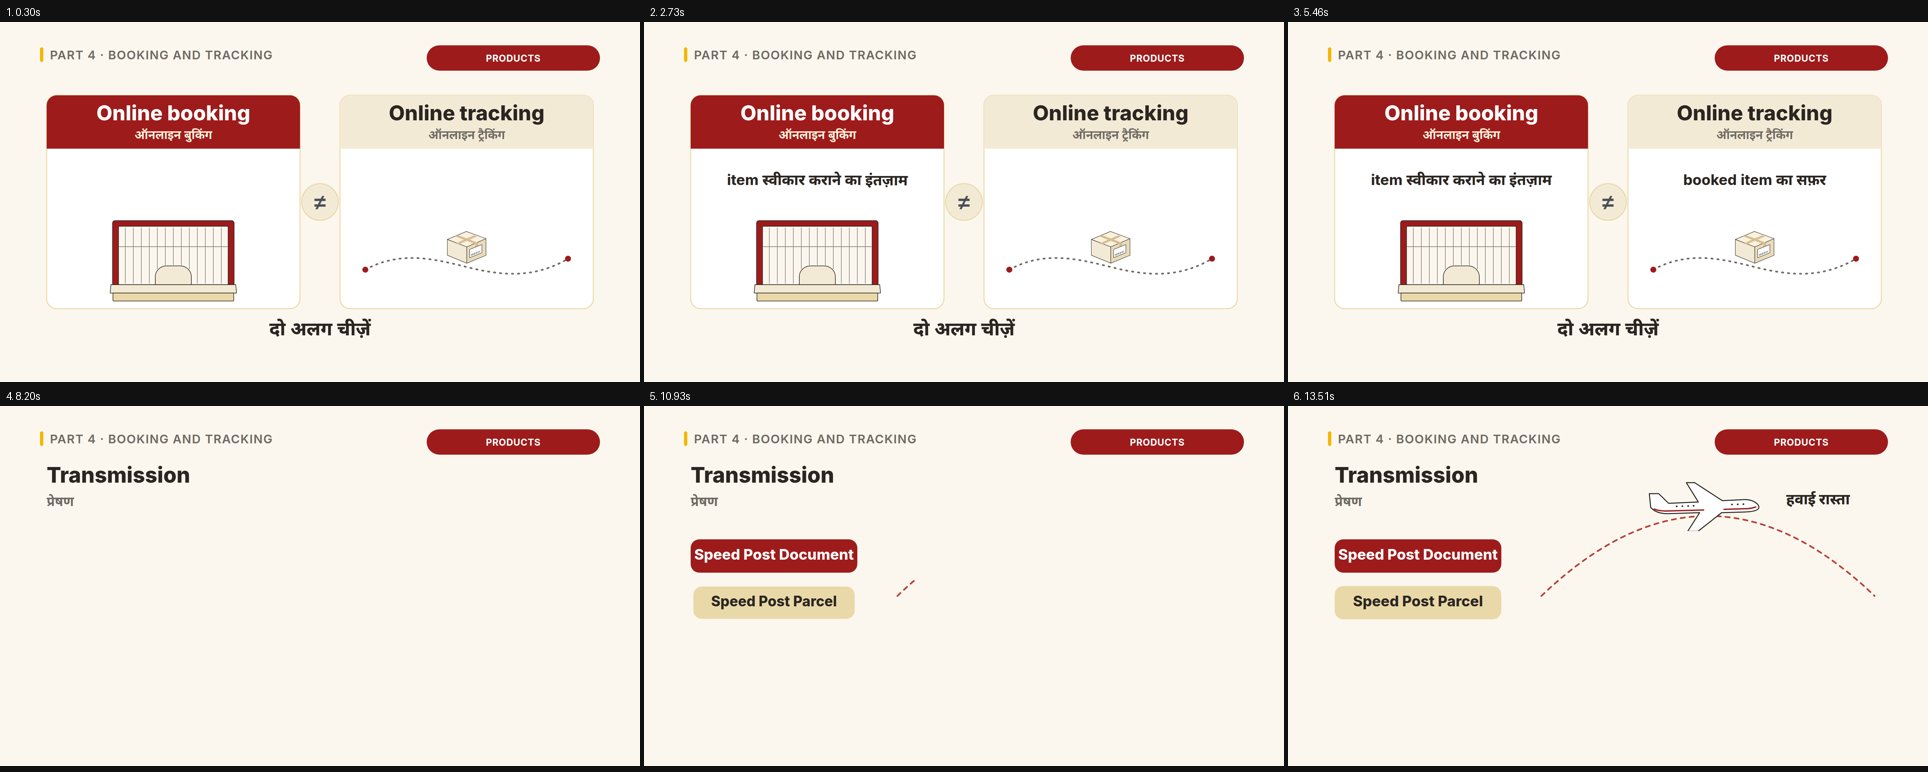 1. 0.30s
PART 4 · BOOKING AND TRACKING
PRODUCTS
Online booking
ऑनलाइन बुकिंग
Online tracking
ऑनलाइन ट्रैकिंग
≠
दो अलग चीज़ें
2. 2.73s
PART 4 · BOOKING AND TRACKING
PRODUCTS
Online booking
ऑनलाइन बुकिंग
item स्वीकार कराने का इंतज़ाम
Online tracking
ऑनलाइन ट्रैकिंग
≠
दो अलग चीज़ें
3. 5.46s
PART 4 · BOOKING AND TRACKING
PRODUCTS
Online booking
ऑनलाइन बुकिंग
item स्वीकार कराने का इंतज़ाम
≠
Online tracking
ऑनलाइन ट्रैकिंग
booked item का सफ़र
दो अलग चीज़ें
4. 8.20s
PART 4 · BOOKING AND TRACKING
PRODUCTS
Transmission
प्रेषण
5. 10.93s
PART 4 · BOOKING AND TRACKING
PRODUCTS
Transmission
प्रेषण
Speed Post Document
Speed Post Parcel
6. 13.51s
PART 4 · BOOKING AND TRACKING
PRODUCTS
Transmission
प्रेषण
हवाई रास्ता
Speed Post Document
Speed Post Parcel